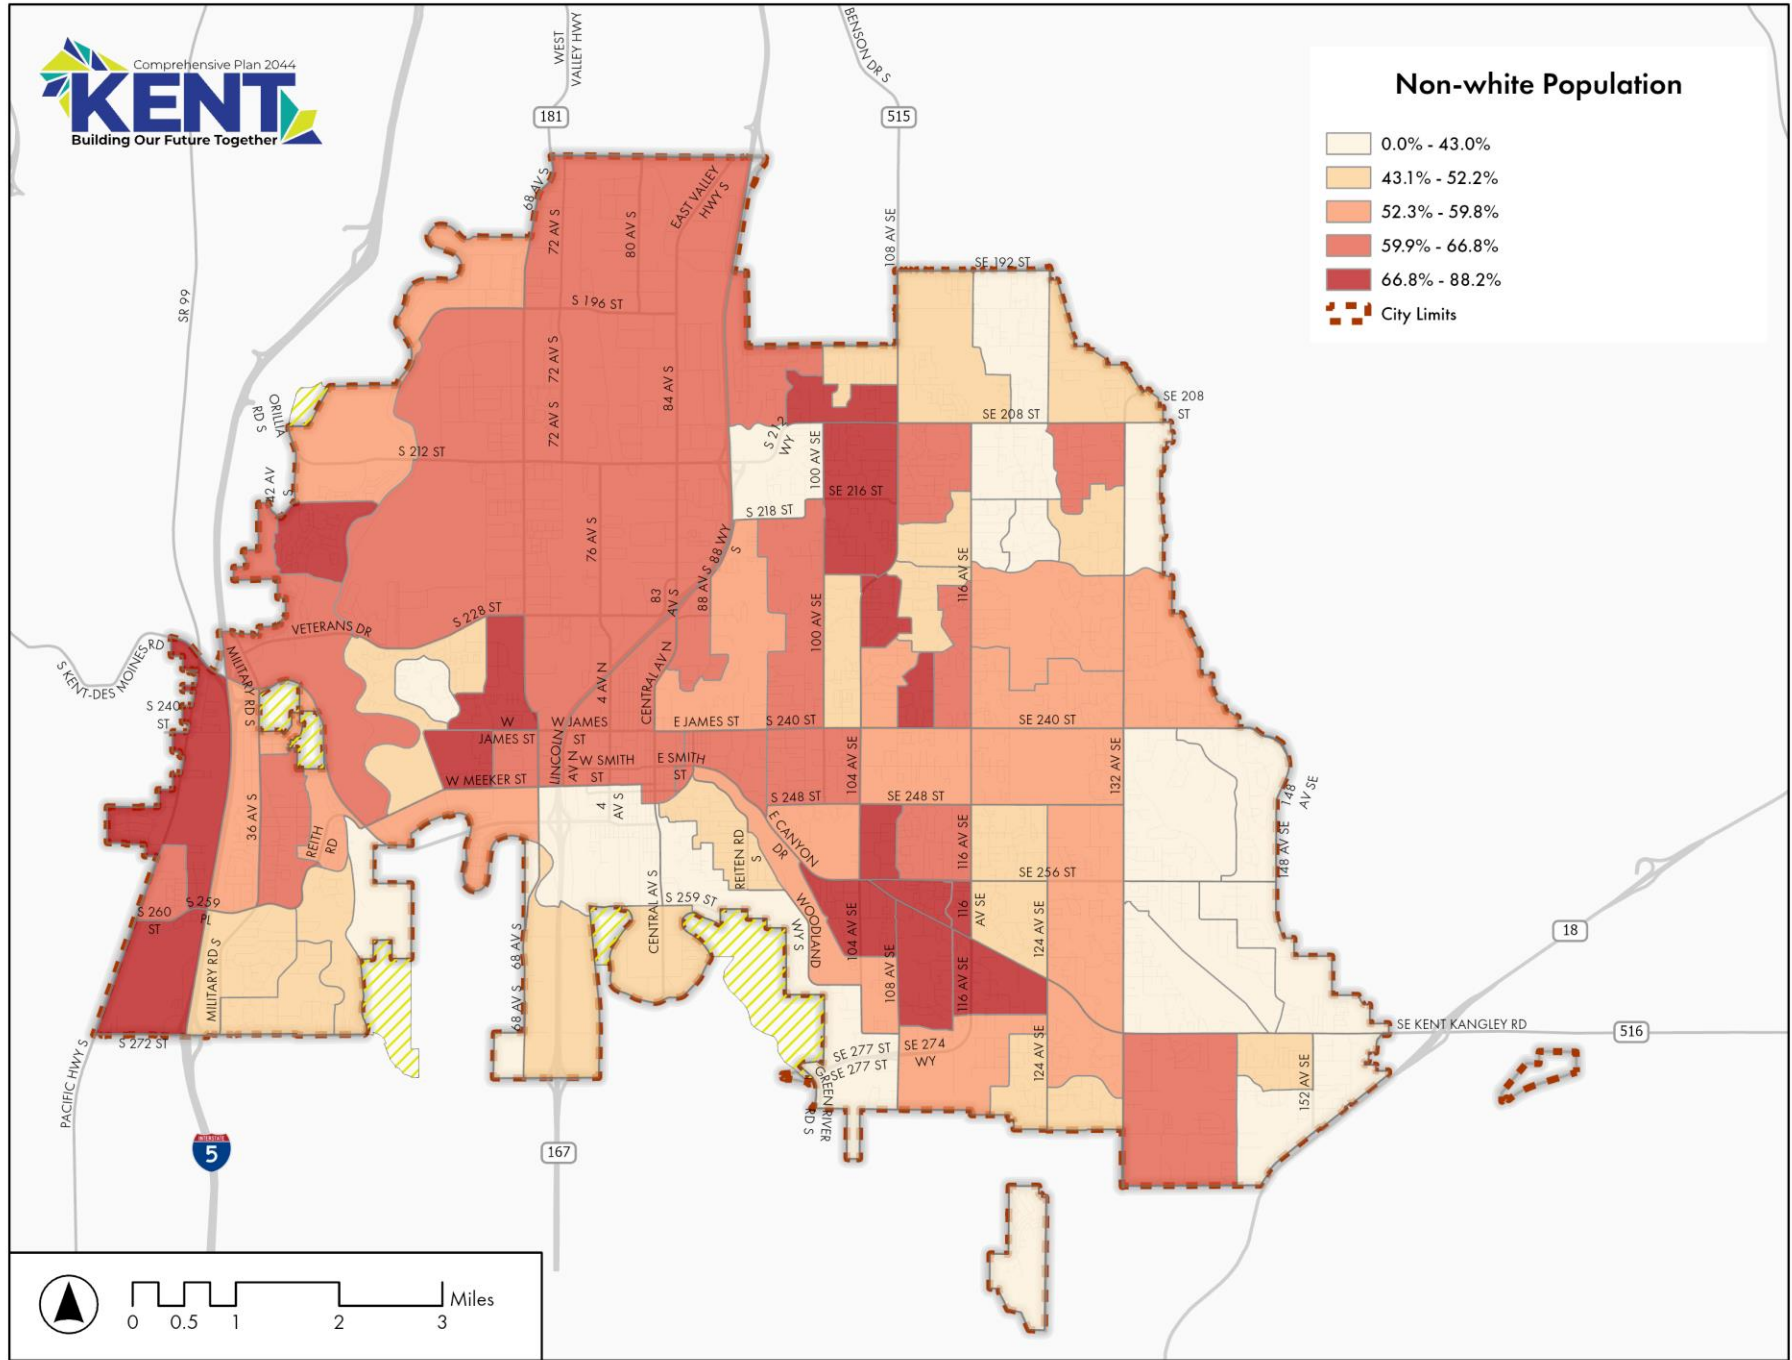 Comprehensive Plan 2044
KENT
Building Our Future Together
WEST
VALLEY HWY
BENSON DR S
181
515
Non-white Population
0.0% - 43.0%
43.1% - 52.2%
52.3% - 59.8%
59.9% - 66.8%
66.8% - 88.2%
City Limits
68 AV S
72 AV S
80 AV S
EAST VALLEY
HWY S
108 AV SE
SE 192 ST
SR 99
S 196 ST
72 AV S
84 AV S
72 AV S
ORILLIA
RD S
SE 208
ST
SE 208 ST
S 212 ST
S 212
WY
100 AV SE
42 AV
S
SE 216 ST
S 218 ST
76 AV S
88 WY
S
116 AV SE
88 AV S
83
AV S
S 228 ST
100 AV SE
VETERANS DR
S KENT-DES MOINES RD
MILITARY RD S
4 AV N
CENTRAL AV N
S 240
ST
W
JAMES ST
W JAMES
ST
E JAMES ST
S 240 ST
SE 240 ST
LINCOLN
AV N
W SMITH
ST
E SMITH
ST
104 AV SE
132 AV SE
W MEEKER ST
148
AV SE
4
AV S
S 248 ST
SE 248 ST
36 AV S
REITH
RD
REITEN RD
S
E CANYON
DR
116 AV SE
148 AV SE
SE 256 ST
CENTRAL AV S
S 259 ST
S 260
ST
S 259
PL
WOODLAND
WY S
104 AV SE
116
AV SE
124 AV SE
MILITARY RD S
68 AV S
68 AV S
68 AV S
108 AV SE
116 AV SE
18
SE KENT KANGLEY RD
516
S 272 ST
SE 277 ST
SE 277 ST
SE 274
WY
124 AV SE
152 AV SE
PACIFIC HWY S
GREEN RIVER
RD S
INTERSTATE
5
167
0
0.5
1
2
3
Miles